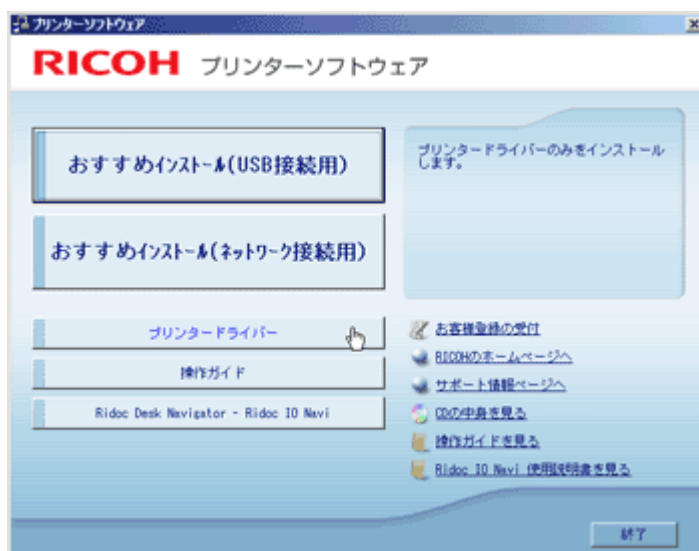 プリンターソフトウェア
RICOH プリンターソフトウェア
おすすめインストール(USB接続用)
おすすめインストール(ネットワーク接続用)
プリンタードライバー
操作ガイド
Ridoc Desk Navigator - Ridoc IO Navi
プリンタードライバーのみをインストール
します。
お客様登録の受付
RICOHのホームページへ
サポート情報ページへ
CDの中身を見る
操作ガイドを見る
Ridoc IO Navi 使用説明書を見る
終了